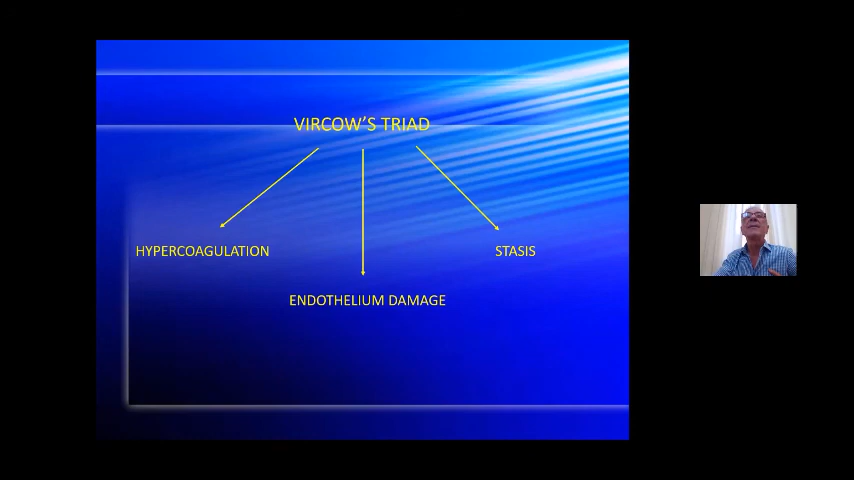 VIRCOW'S TRIAD
HYPERCOAGULATION
STASIS
ENDOTHELIUM DAMAGE